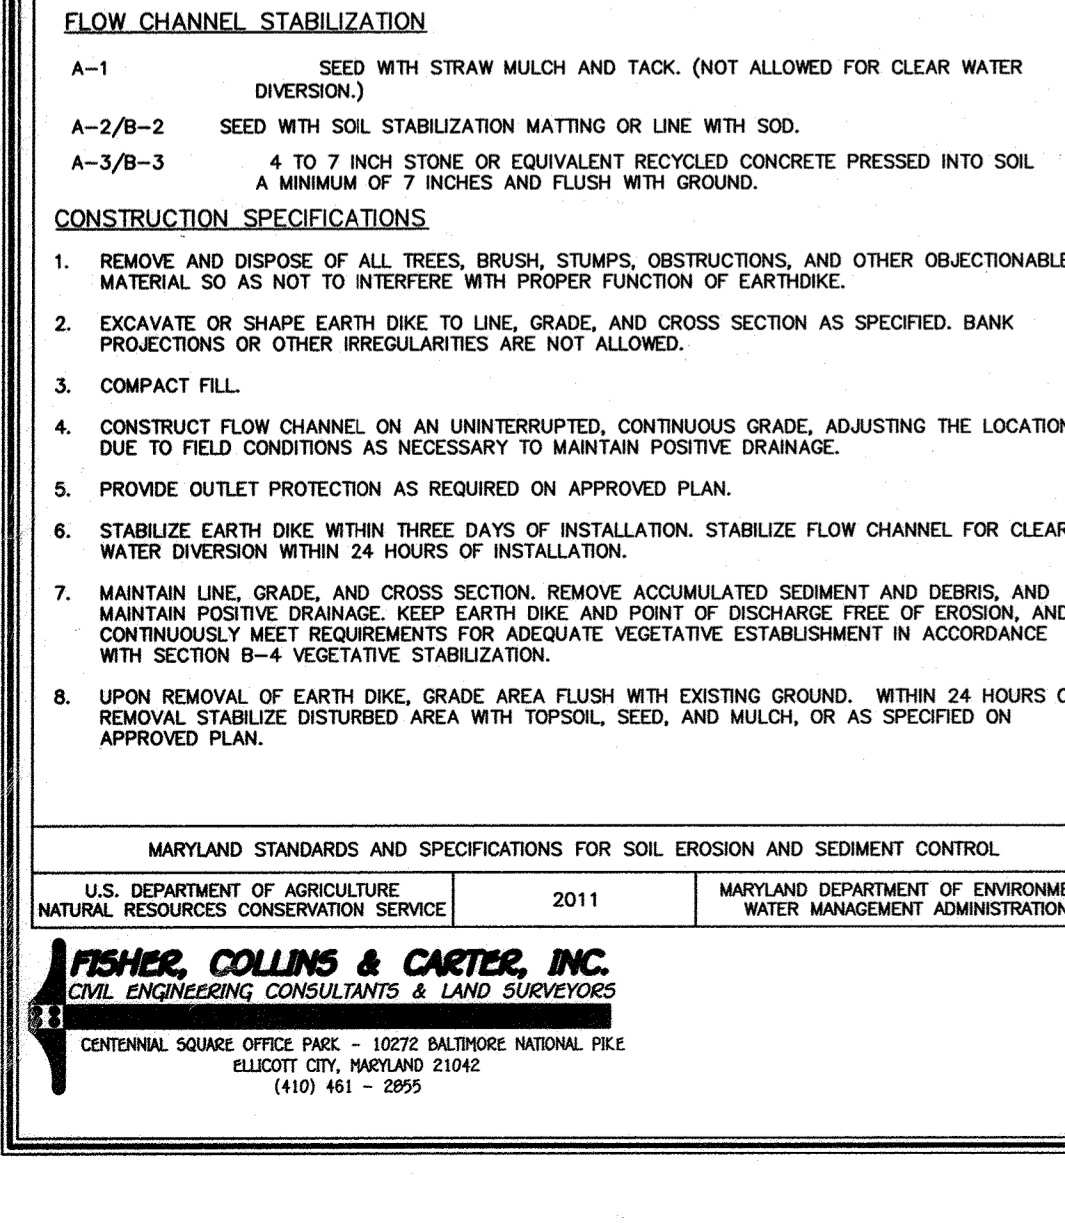 FLOW CHANNEL STABILIZATION
A-1 SEED WITH STRAW MULCH AND TACK. (NOT ALLOWED FOR CLEAR WATER
DIVERSION.)
A-2/B-2 SEED WITH SOIL STABILIZATION MATTING OR LINE WITH SOD.
A-3/B-3 4 TO 7 INCH STONE OR EQUIVALENT RECYCLED CONCRETE PRESSED INTO SOIL
A MINIMUM OF 7 INCHES AND FLUSH WITH GROUND.
CONSTRUCTION SPECIFICATIONS
1. REMOVE AND DISPOSE OF ALL TREES, BRUSH, STUMPS, OBSTRUCTIONS, AND OTHER OBJECTIONABLE
MATERIAL SO AS NOT TO INTERFERE WITH PROPER FUNCTION OF EARTHDIKE.
2. EXCAVATE OR SHAPE EARTH DIKE TO LINE, GRADE, AND CROSS SECTION AS SPECIFIED. BANK
PROJECTIONS OR OTHER IRREGULARITIES ARE NOT ALLOWED.
3. COMPACT FILL.
4. CONSTRUCT FLOW CHANNEL ON AN UNINTERRUPTED, CONTINUOUS GRADE, ADJUSTING THE LOCATION
DUE TO FIELD CONDITIONS AS NECESSARY TO MAINTAIN POSITIVE DRAINAGE.
5. PROVIDE OUTLET PROTECTION AS REQUIRED ON APPROVED PLAN.
6. STABILIZE EARTH DIKE WITHIN THREE DAYS OF INSTALLATION. STABILIZE FLOW CHANNEL FOR CLEAR
WATER DIVERSION WITHIN 24 HOURS OF INSTALLATION.
7. MAINTAIN LINE, GRADE, AND CROSS SECTION. REMOVE ACCUMULATED SEDIMENT AND DEBRIS, AND
MAINTAIN POSITIVE DRAINAGE. KEEP EARTH DIKE AND POINT OF DISCHARGE FREE OF EROSION, AND
CONTINUOUSLY MEET REQUIREMENTS FOR ADEQUATE VEGETATIVE ESTABLISHMENT IN ACCORDANCE
WITH SECTION B-4 VEGETATIVE STABILIZATION.
8. UPON REMOVAL OF EARTH DIKE, GRADE AREA FLUSH WITH EXISTING GROUND. WITHIN 24 HOURS
REMOVAL STABILIZE DISTURBED AREA WITH TOPSOIL, SEED, AND MULCH, OR AS SPECIFIED ON
APPROVED PLAN.
MARYLAND STANDARDS AND SPECIFICATIONS FOR SOIL EROSION AND SEDIMENT CONTROL
U.S. DEPARTMENT OF AGRICULTURE
NATURAL RESOURCES CONSERVATION SERVICE
2011
MARYLAND DEPARTMENT OF ENVIRONME
WATER MANAGEMENT ADMINISTRATION
FISHER, COLLINS & CARTER, INC.
CIVIL ENGINEERING CONSULTANTS & LAND SURVEYORS
CENTENNIAL SQUARE OFFICE PARK - 10272 BALTIMORE NATIONAL PIKE
ELLICOTT CITY, MARYLAND 21042
(410) 461 - 2855